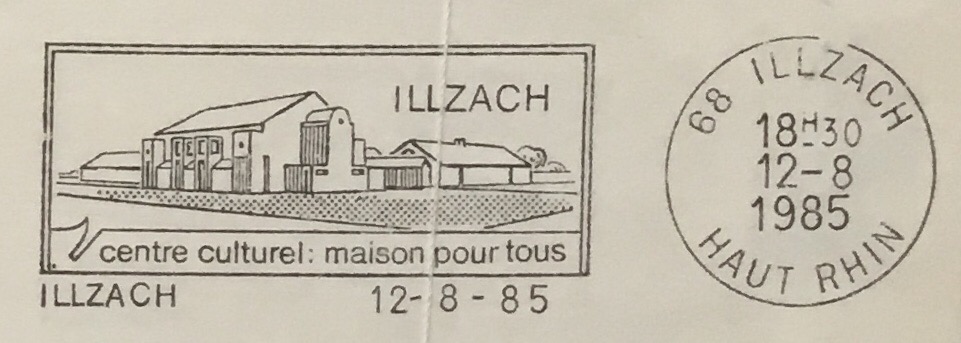 ILLZACH
centre culturel: maison pour tous
ILLZACH 12-8-85
68 ILLZACH
18H30
12-8
1985
HAUT RHIN